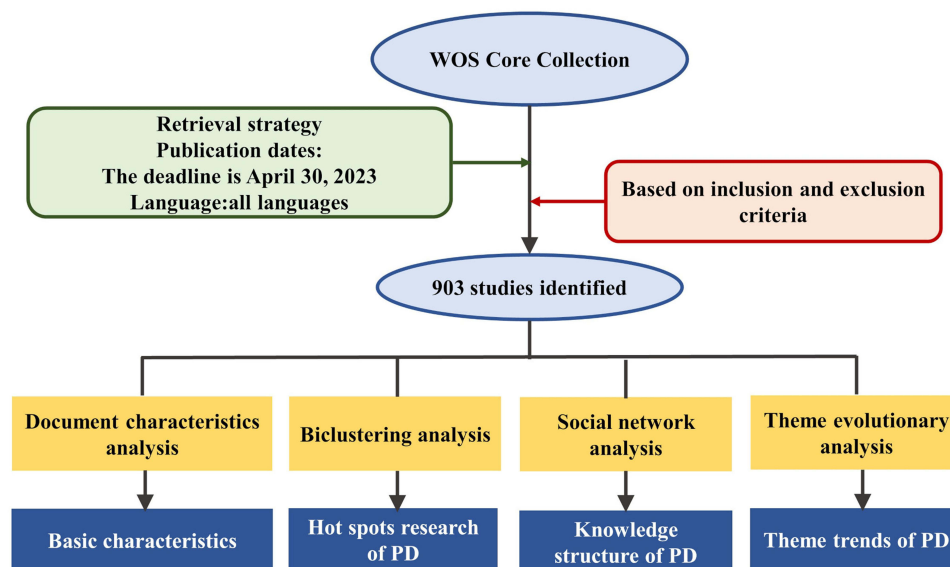 WOS Core Collection
Retrieval strategy
Publication dates:
The deadline is April 30, 2023
Language:all languages
Based on inclusion and exclusion
criteria
903 studies identified
Document characteristics
analysis
Biclustering analysis
Social network
analysis
Theme evolutionary
analysis
Basic characteristics
Hot spots research
of PD
Knowledge
structure of PD
Theme trends of PD